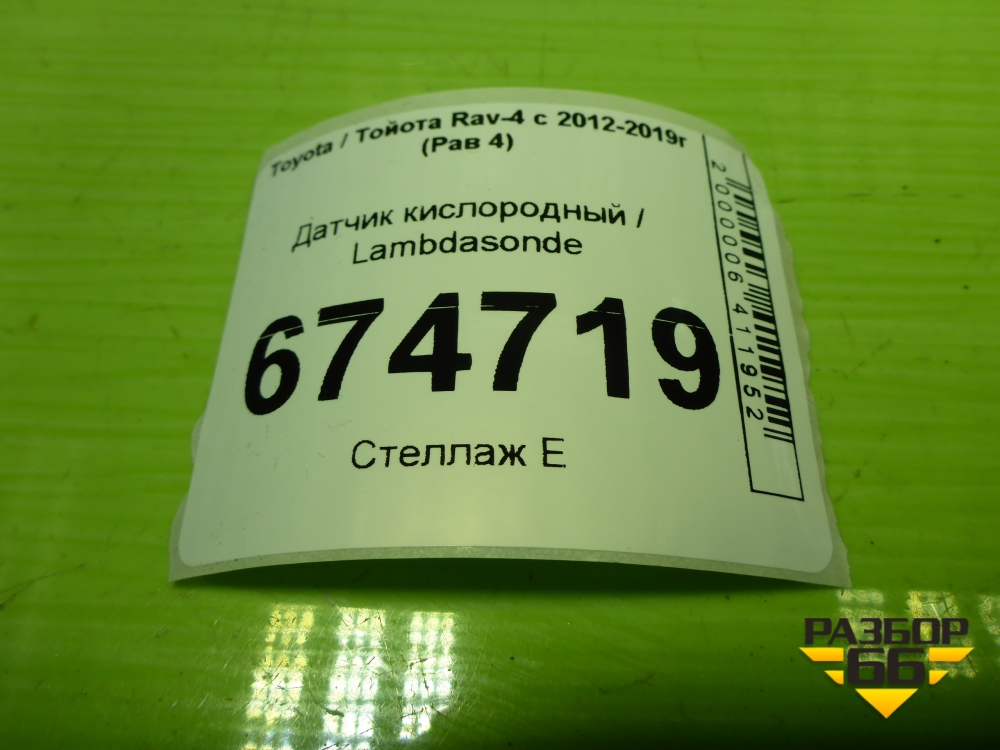 Toyota / Тойота Rav-4 с 2012-2019г
(Рав 4)
Датчик кислородный /
Lambdasonde
674719
Стеллаж Е
2000006411952
РАЗБОР
66